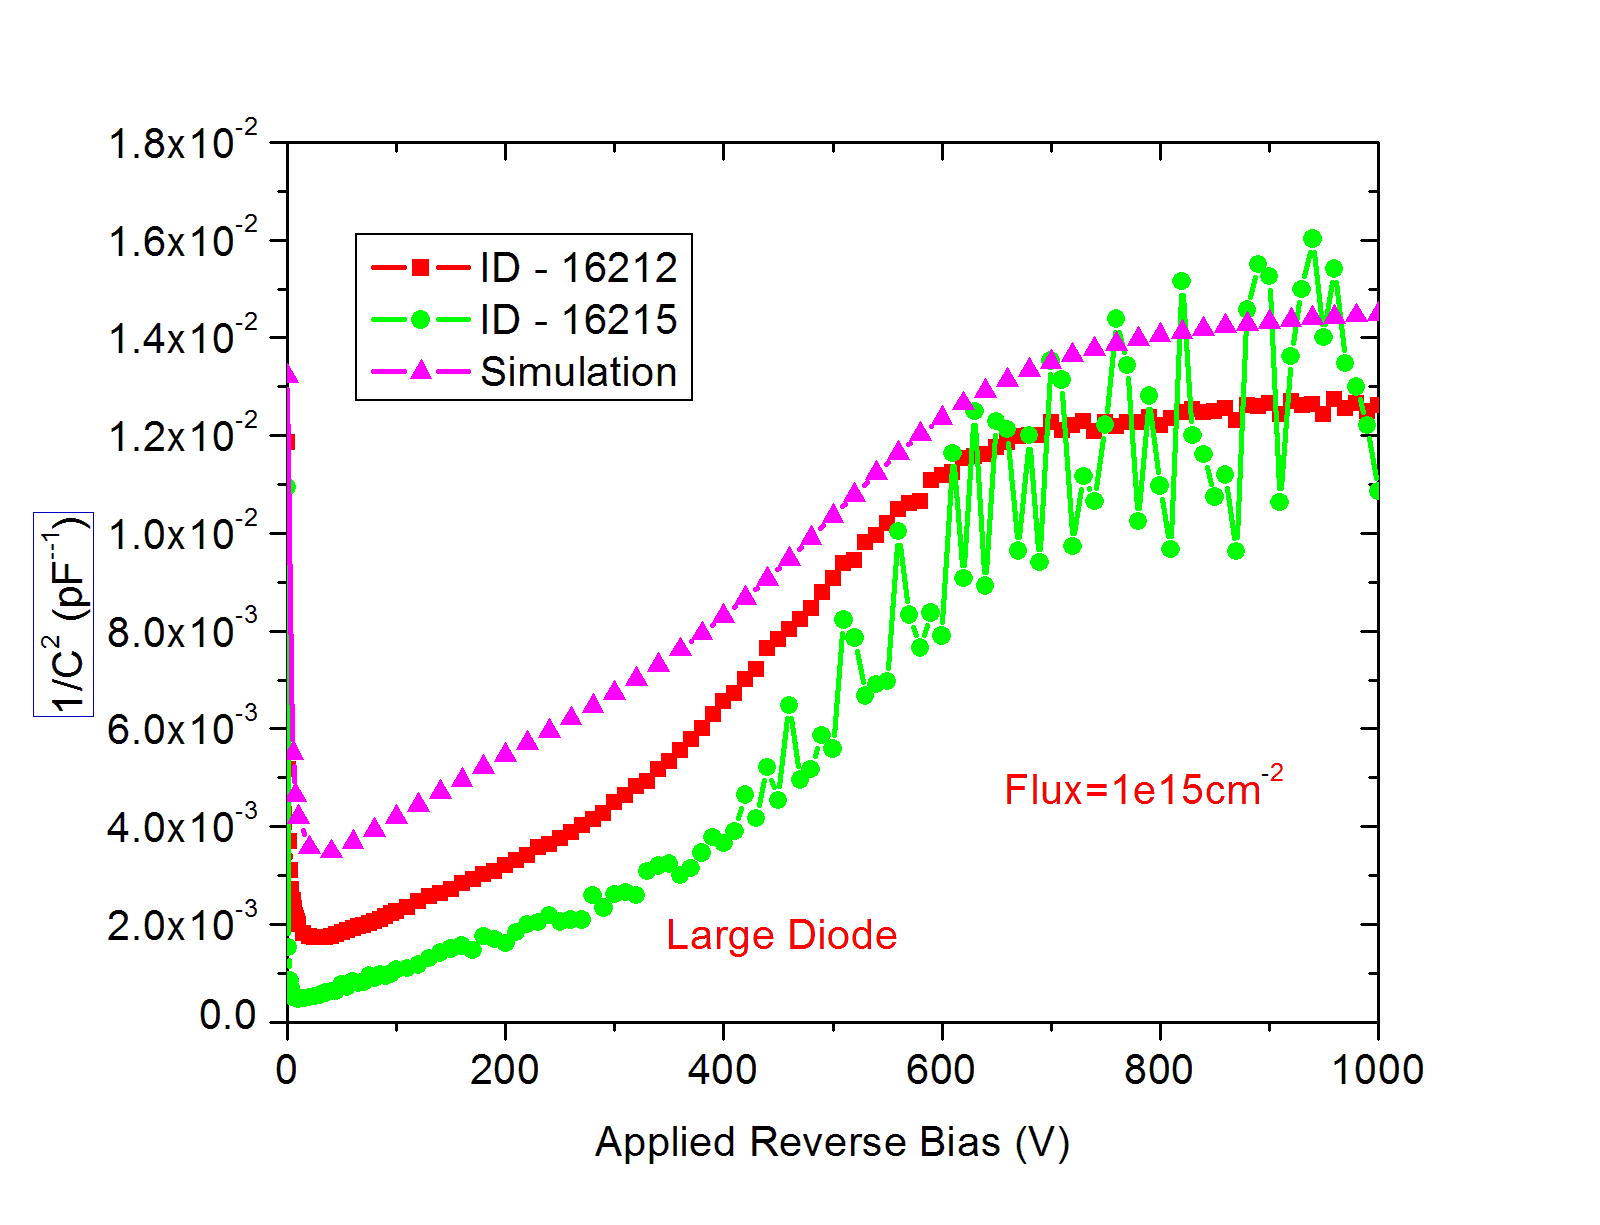 1.8x10⁻²
1.6x10⁻²
1.4x10⁻²
1.2x10⁻²
1.0x10⁻²
8.0x10⁻³
6.0x10⁻³
4.0x10⁻³
2.0x10⁻³
0.0
1/C² (pF⁻⁻¹)
ID - 16212
ID - 16215
Simulation
Flux=1e15cm⁻²
Large Diode
0 200 400 600 800 1000
Applied Reverse Bias (V)